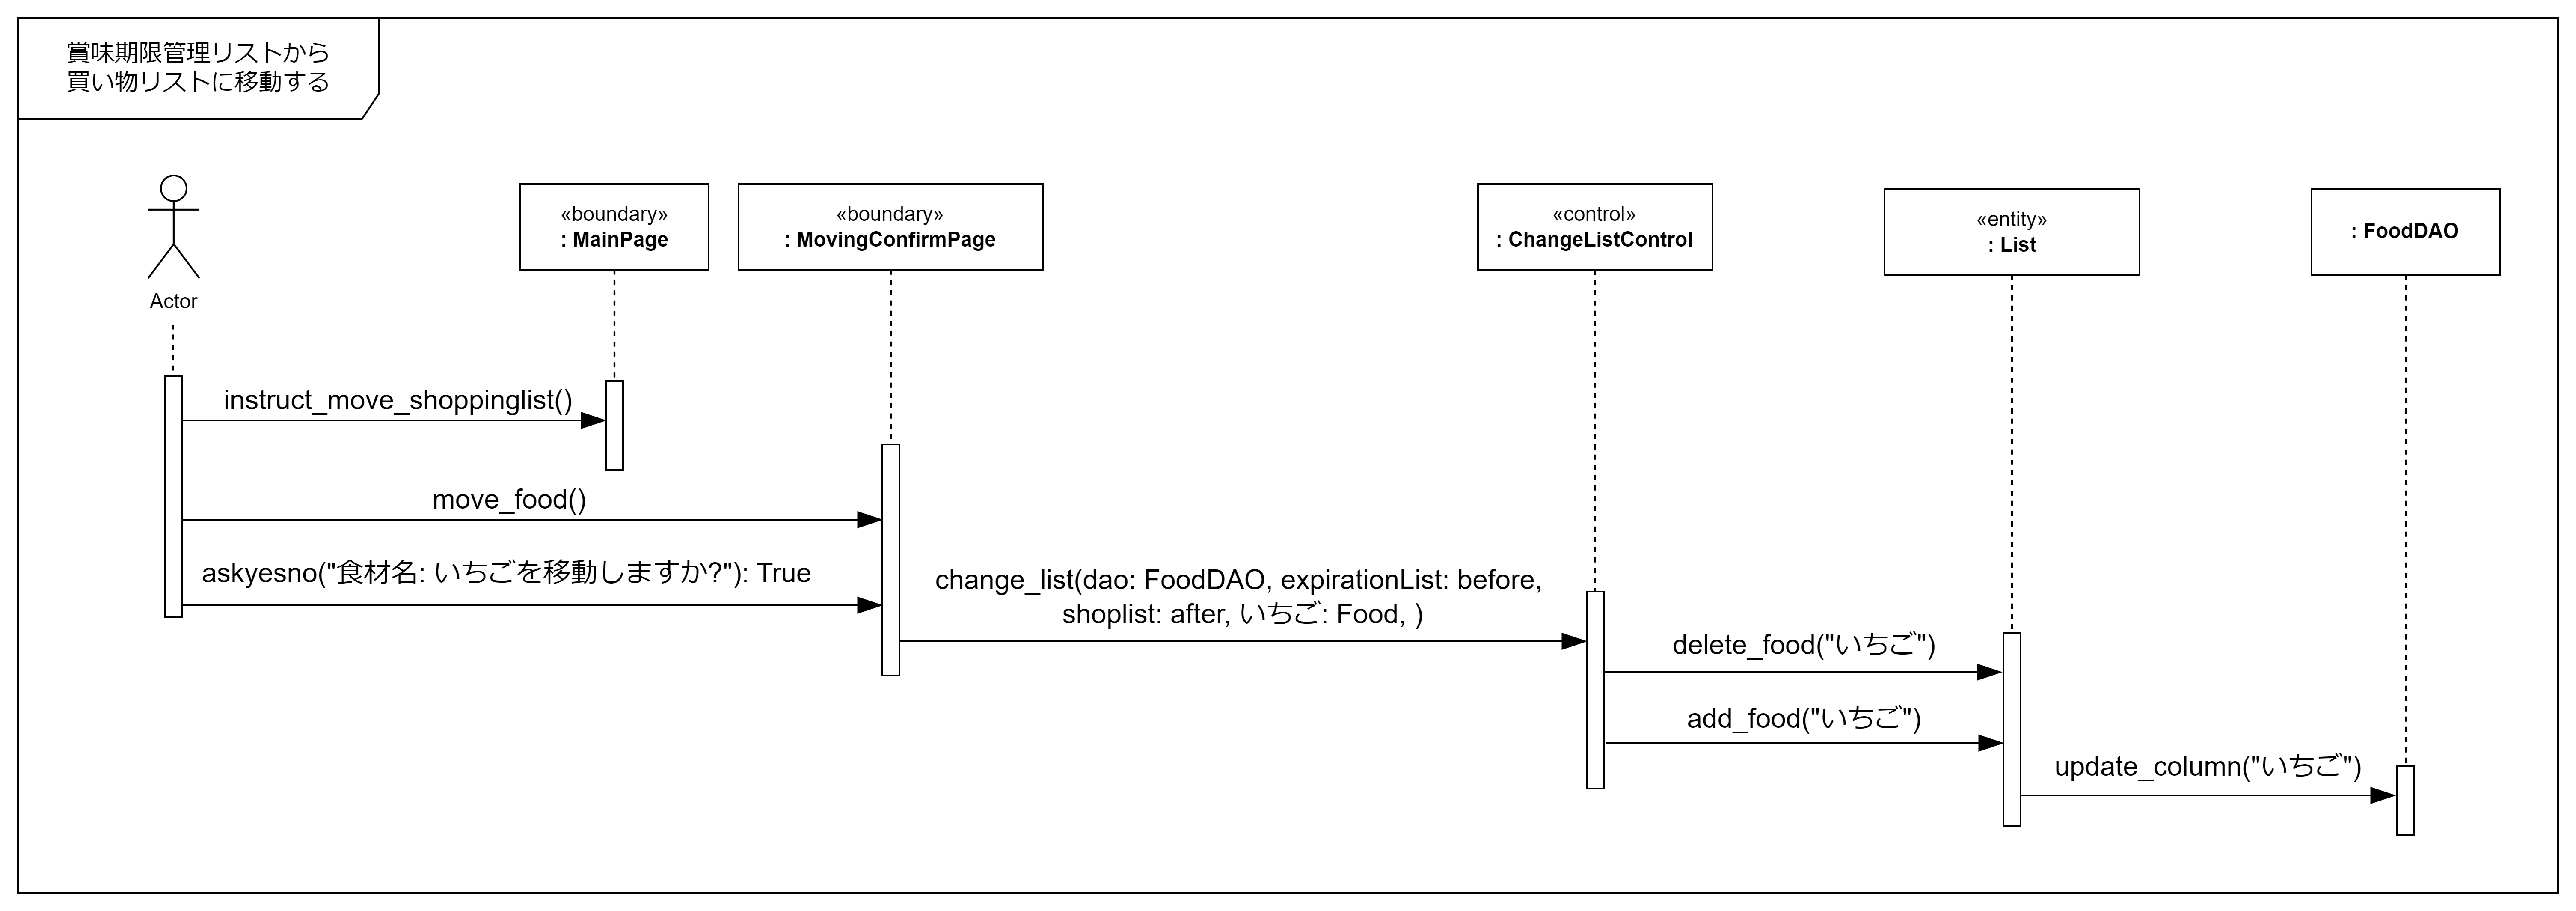 賞味期限管理リストから
買い物リストに移動する
Actor
«boundary»
: MainPage
«boundary»
: MovingConfirmPage
«control»
: ChangeListControl
«entity»
: List
: FoodDAO
instruct_move_shoppinglist()
move_food()
askyesno("食材名: いちごを移動しますか?"): True
change_list(dao: FoodDAO, expirationList: before,
shoplist: after, いちご: Food, )
delete_food("いちご")
add_food("いちご")
update_column("いちご")